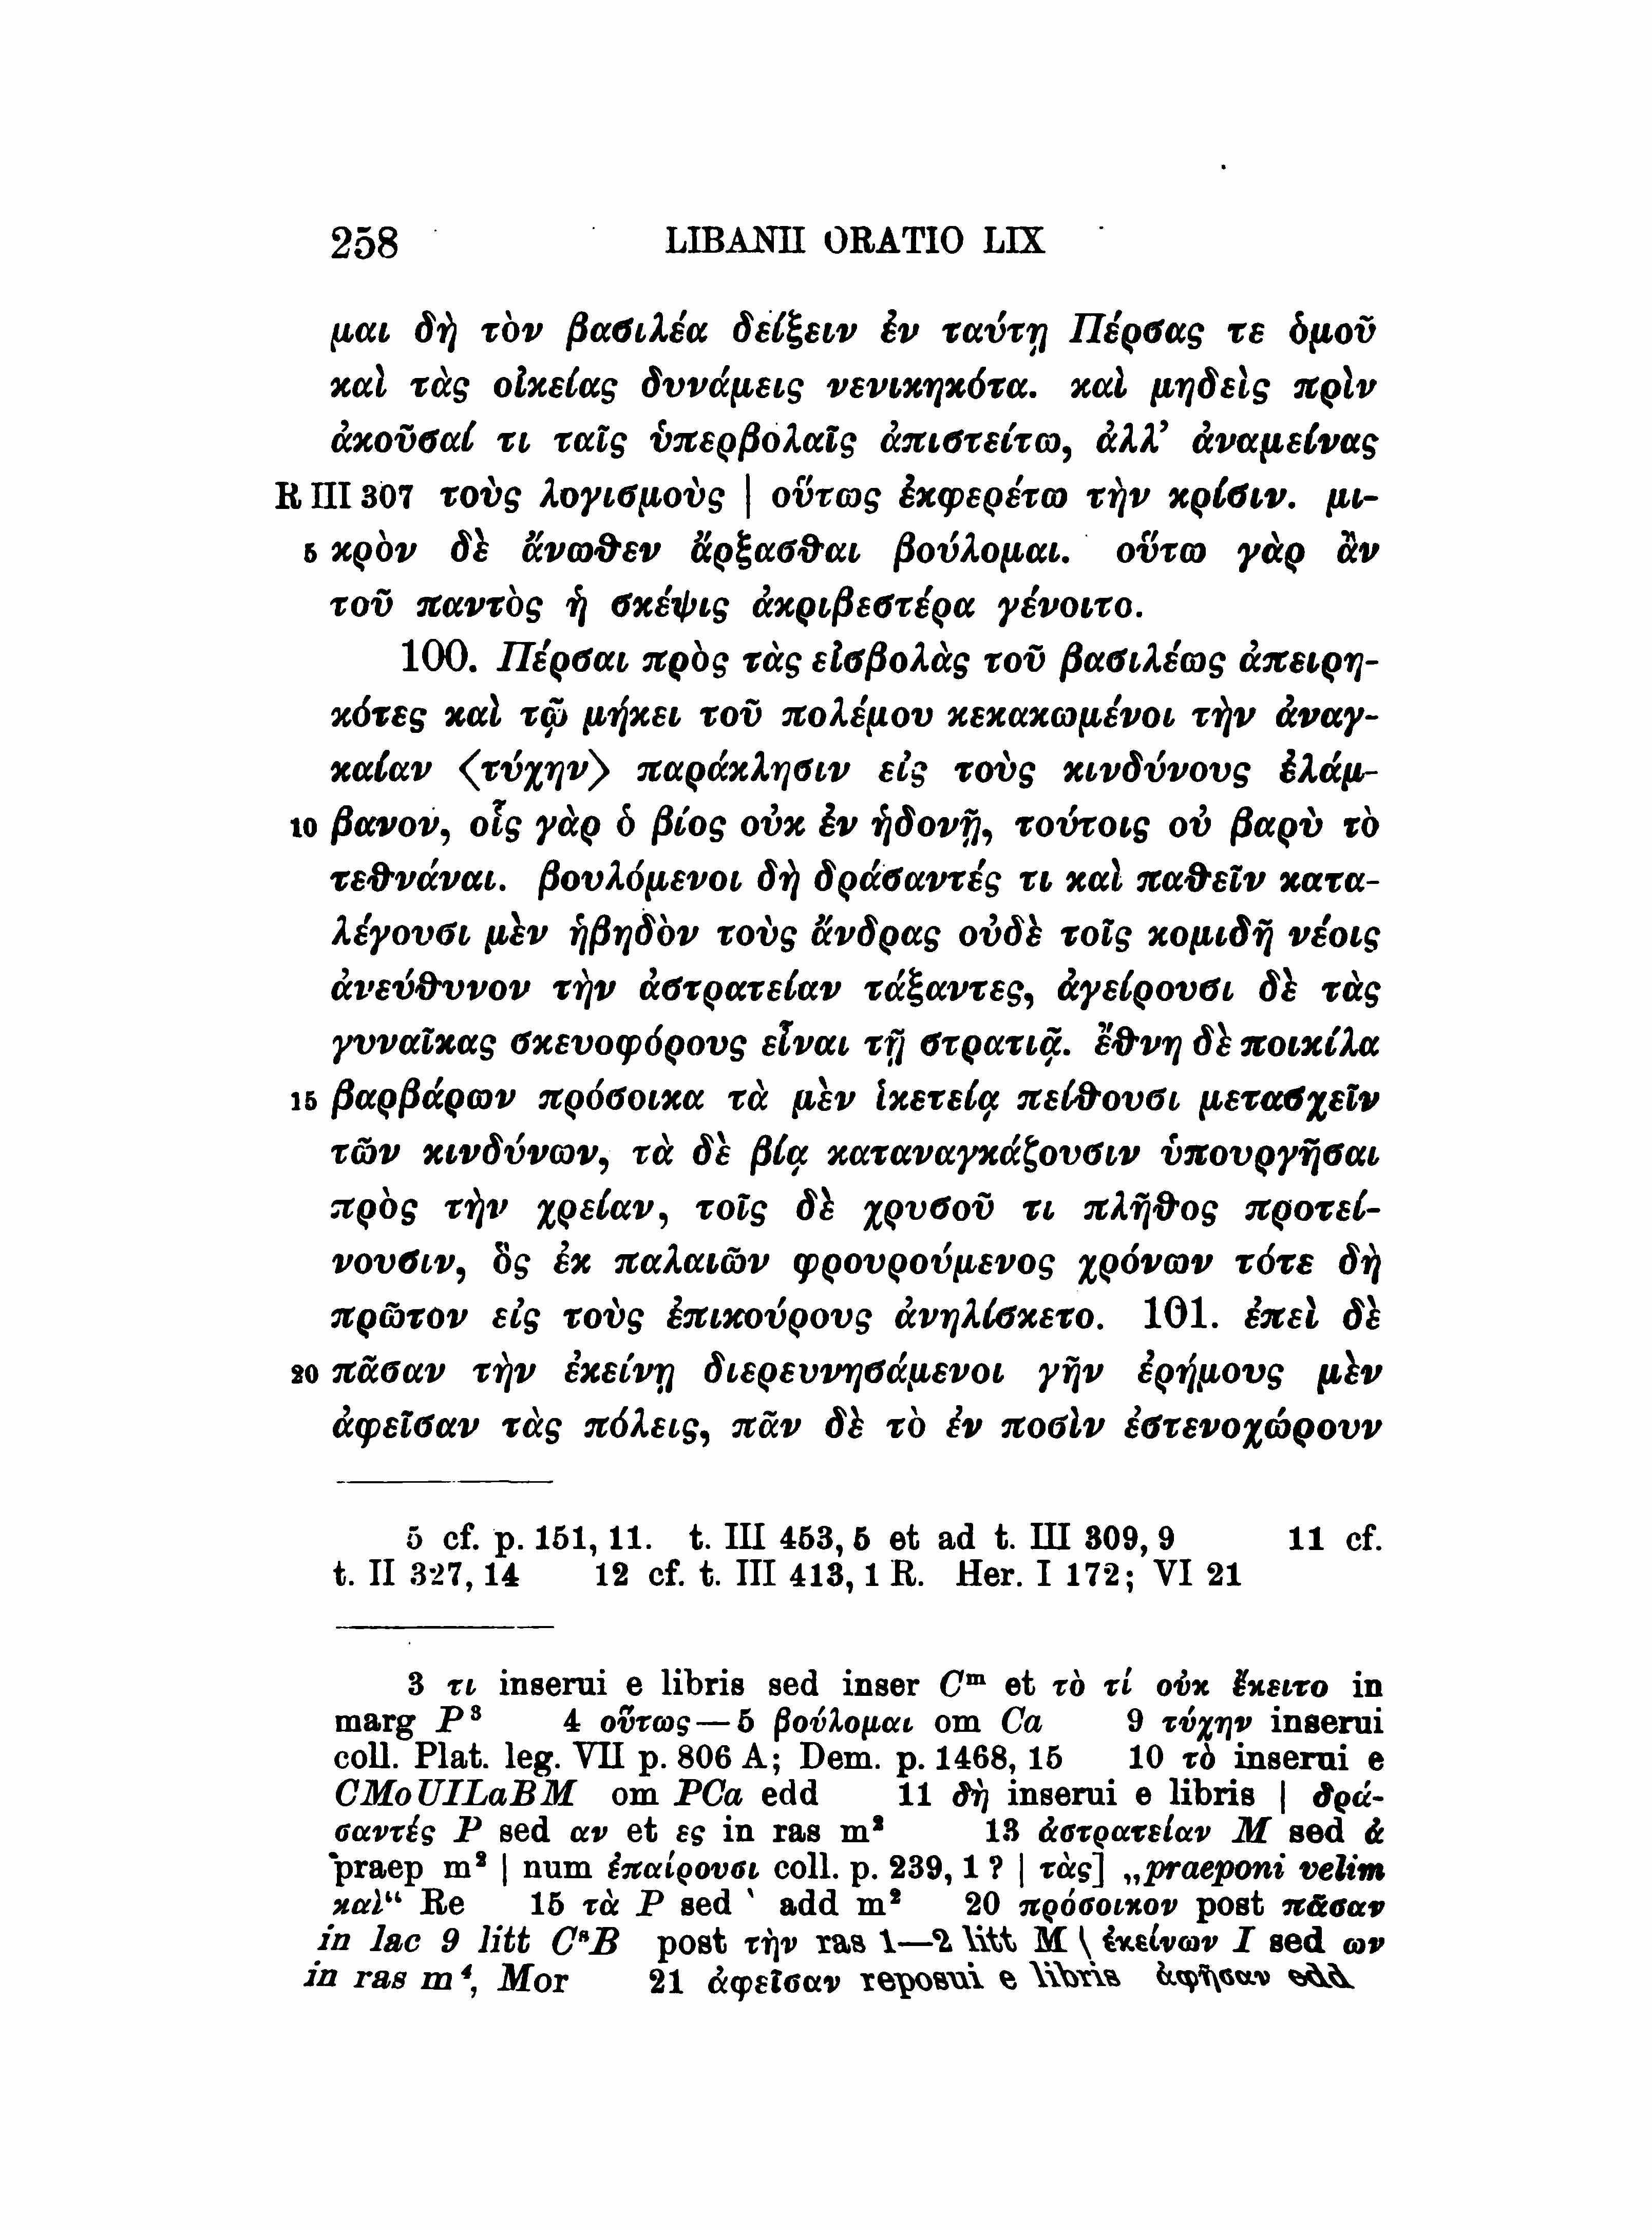 258 LIBANII ORATIO LIX
μαι δὴ τὸν βασιλέα δείξειν ἐν ταύτῃ Πέρσας τε ὁμοῦ
καὶ τὰς οἰκείας δυνάμεις νενικηκότα. καὶ μηδεὶς πρὶν
ἀκοῦσαί τι ταῖς ὑπερβολαῖς ἀπιστείτω, ἀλλ’ ἀναμείνας
R III 307 τοὺς λογισμοὺς | οὕτως ἐκφερέτω τὴν κρίσιν. μι-
5 κρὸν δὲ ἄνωθεν ἄρξασθαι βούλομαι. οὕτω γὰρ ἂν
τοῦ παντὸς ἡ σκέψις ἀκριβεστέρα γένοιτο.
100. Πέρσαι πρὸς τὰς εἰσβολὰς τοῦ βασιλέως ἀπειρη-
κότες καὶ τῷ μήκει τοῦ πολέμου κεκακωμένοι τὴν ἀναγ-
καίαν ⟨τύχην⟩ παράκλησιν εἰς τοὺς κινδύνους ἐλάμ-
10 βανον, οἷς γὰρ ὁ βίος οὐκ ἐν ἡδονῇ, τούτοις οὐ βαρὺ τὸ
τεθνάναι. βουλόμενοι δὴ δράσαντές τι καὶ παθεῖν κατα-
λέγουσι μὲν ἡβηδὸν τοὺς ἄνδρας οὐδὲ τοῖς κομιδῇ νέοις
ἀνεύθυνον τὴν ἀστρατείαν τάξαντες, ἀγείρουσι δὲ τὰς
γυναῖκας σκευοφόρους εἶναι τῇ στρατιᾷ. ἔθνη δὲ ποικίλα
15 βαρβάρων πρόσοικα τὰ μὲν ἱκετείᾳ πείθουσι μετασχεῖν
τῶν κινδύνων, τὰ δὲ βίᾳ καταναγκάζουσιν ὑπουργῆσαι
πρὸς τὴν χρείαν, τοῖς δὲ χρυσοῦ τι πλῆθος προτεί-
νουσιν, ὃς ἐκ παλαιῶν φρουρούμενος χρόνων τότε δὴ
πρῶτον εἰς τοὺς ἐπικούρους ἀνηλίσκετο. 101. ἐπεὶ δὲ
20 πᾶσαν τὴν ἐκείνῃ διερευνησάμενοι γῆν ἐρήμους μὲν
ἀφεῖσαν τὰς πόλεις, πᾶν δὲ τὸ ἐν ποσὶν ἐστενοχώρουν
5 cf. p. 151, 11. t. III 453, 5 et ad t. III 309, 9 11 cf.
t. II 327, 14 12 cf. t. III 413, 1 R. Her. I 172; VI 21
3 τι inserui e libris sed inser Cᵐ et τὸ τί οὐκ ἔκειτο in
marg P³ 4 οὕτως—5 βούλομαι om Ca 9 τύχην inserui
coll. Plat. leg. VII p. 806 A; Dem. p. 1468, 15 10 τὸ inserui e
CMoUILaBM om PCa edd 11 δὴ inserui e libris | δρά-
σαντές P sed αν et ες in ras m² 13 ἀστρατείαν M sed ἀ
praep m² | num ἐπαίρουσι coll. p. 239, 1? | τὰς] „praeponi velim
καὶ“ Re 15 τὰ P sed ‵ add m² 20 πρόσοικον post πᾶσαν
in lac 9 litt CˢB post τὴν ras 1—2 litt M | ἐκείνων I sed ων
in ras m⁴, Mor 21 ἀφεῖσαν reposui e libris ἀφῆσαν edd